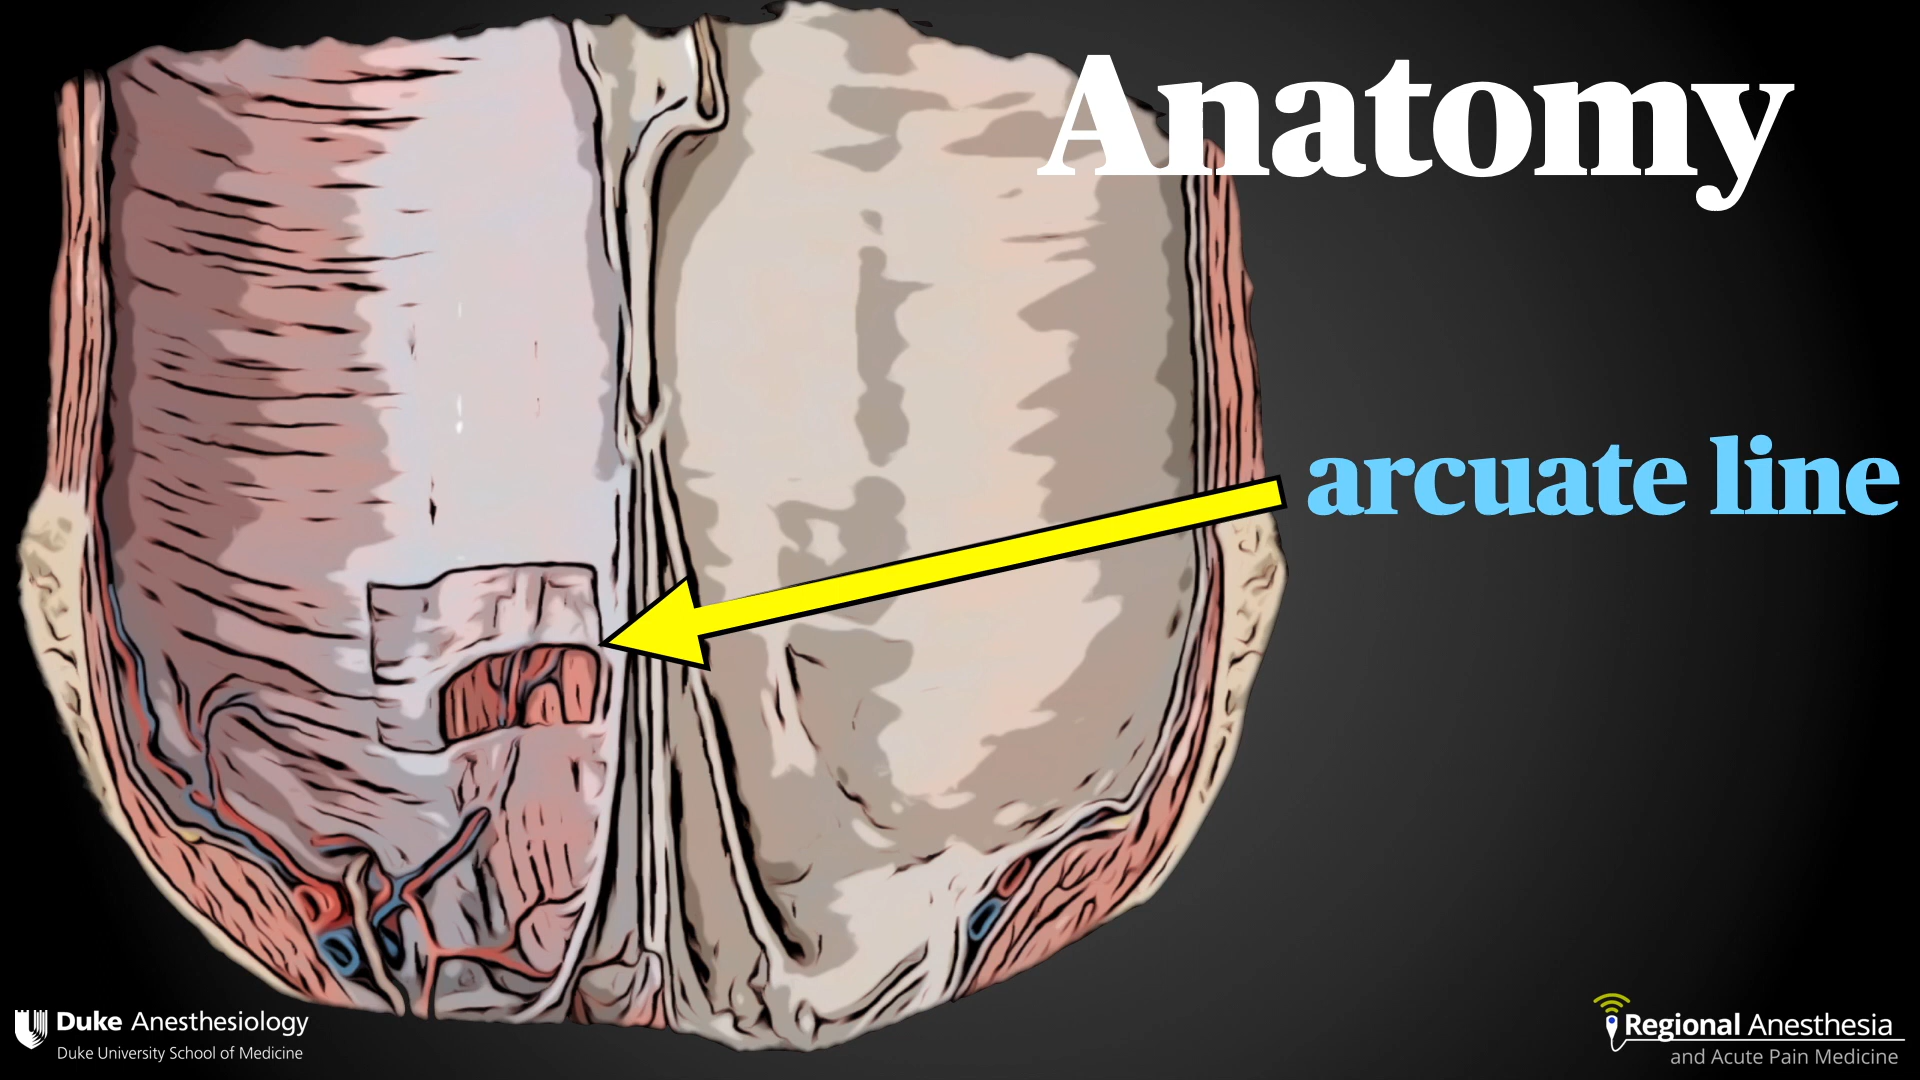 Anatomy
arcuate line
Duke Anesthesiology
Duke University School of Medicine
Regional Anesthesia
and Acute Pain Medicine